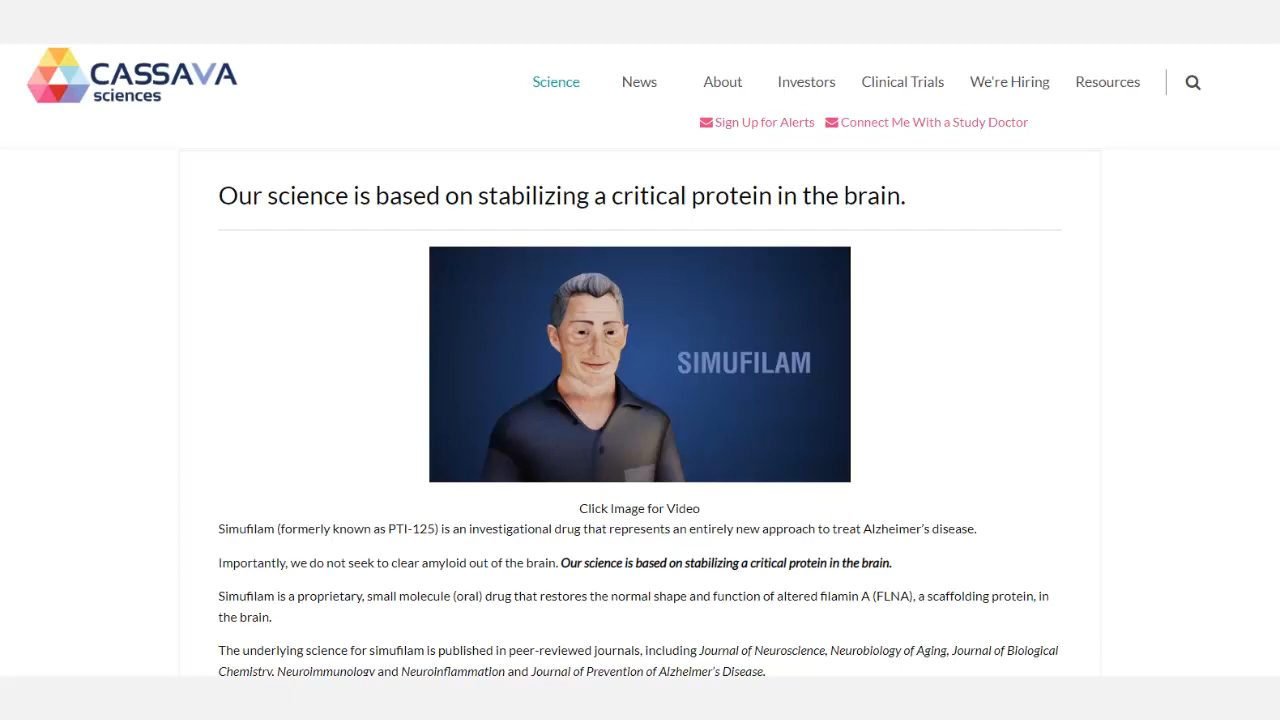 CASSAVA
sciences
Science News About Investors Clinical Trials We're Hiring Resources
Sign Up for Alerts Connect Me With a Study Doctor
Our science is based on stabilizing a critical protein in the brain.
SIMUFILAM
Click Image for Video
Simufilam (formerly known as PTI-125) is an investigational drug that represents an entirely new approach to treat Alzheimer's disease.
Importantly, we do not seek to clear amyloid out of the brain. Our science is based on stabilizing a critical protein in the brain.
Simufilam is a proprietary, small molecule (oral) drug that restores the normal shape and function of altered filamin A (FLNA), a scaffolding protein, in
the brain.
The underlying science for simufilam is published in peer-reviewed journals, including Journal of Neuroscience, Neurobiology of Aging, Journal of Biological
Chemistry, Neuroimmunology and Neuroinflammation and Journal of Prevention of Alzheimer's Disease.